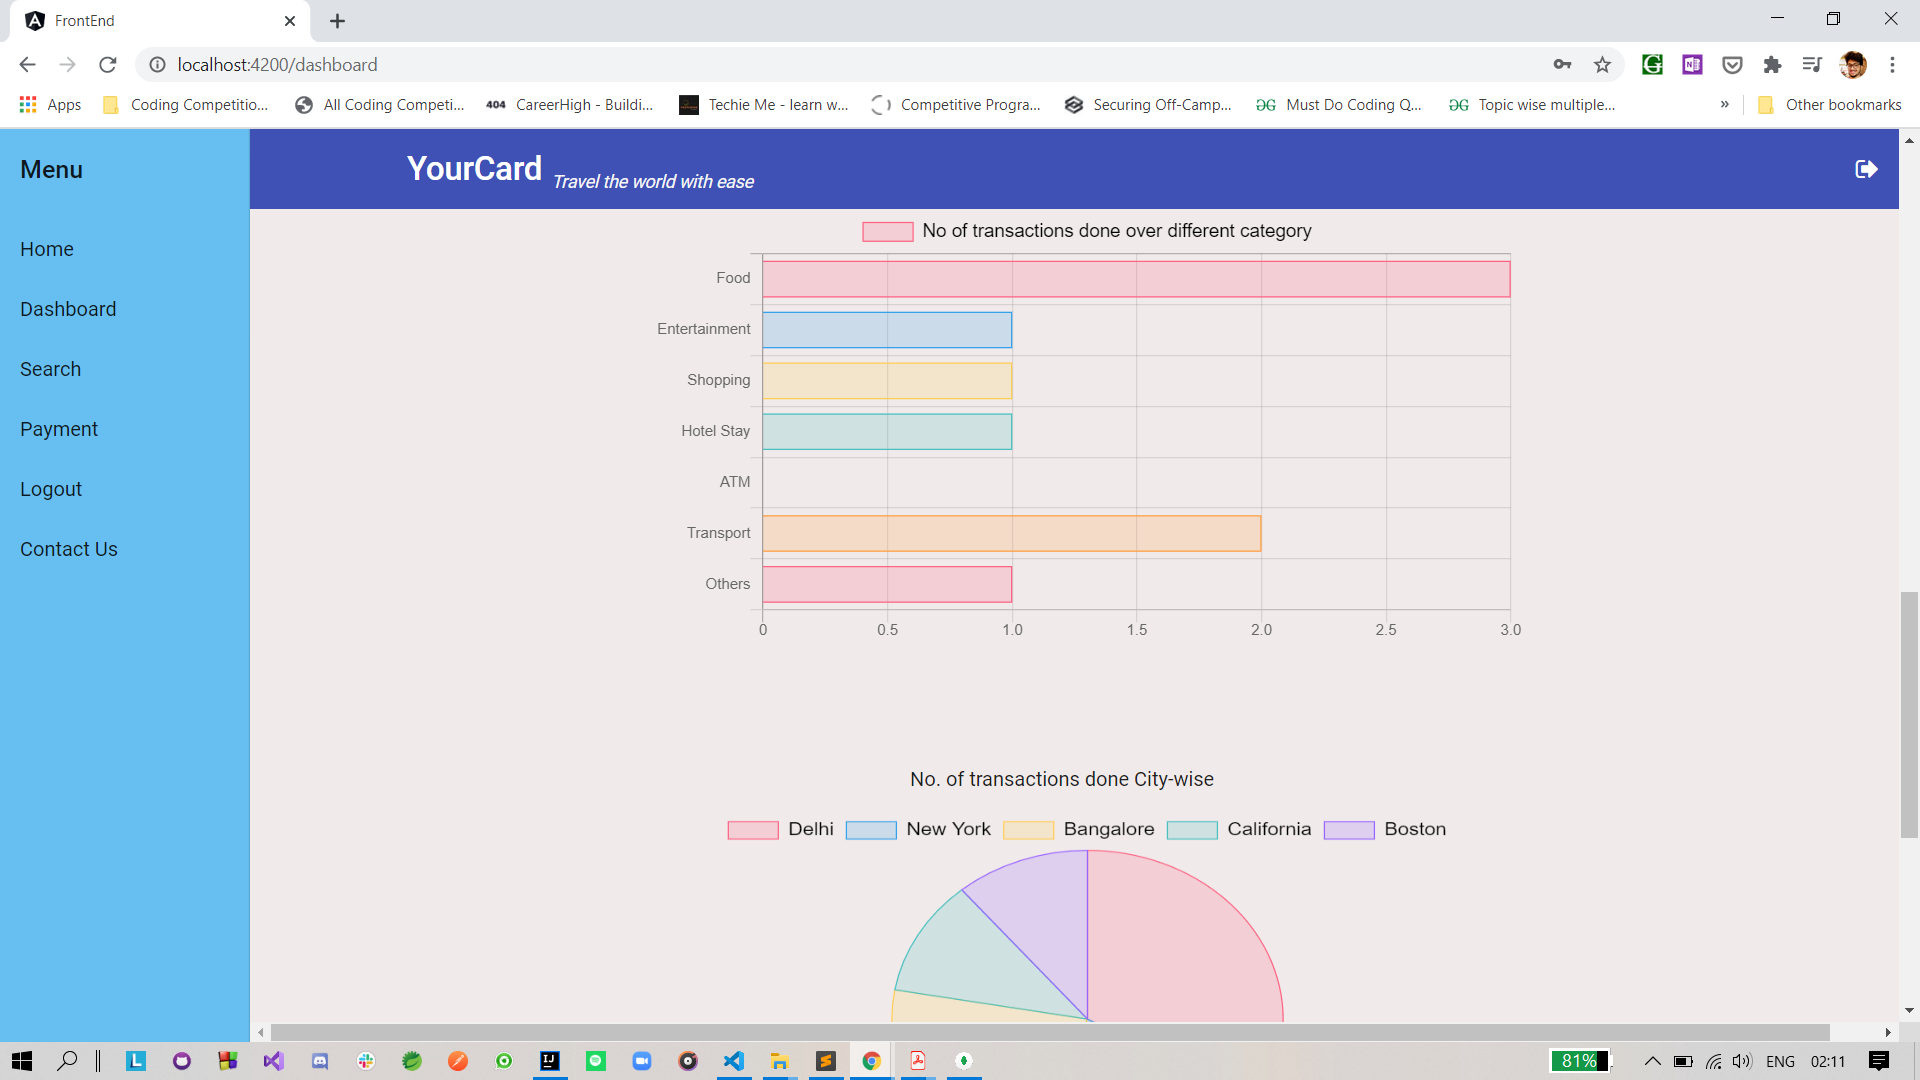 FrontEnd
localhost:4200/dashboard
Apps Coding Competitio... All Coding Competi... 404 CareerHigh - Buildi... Techie Me - learn w... Competitive Progra... Securing Off-Camp... Must Do Coding Q... Topic wise multiple... » Other bookmarks
Menu
Home
Dashboard
Search
Payment
Logout
Contact Us
YourCard Travel the world with ease
No of transactions done over different category
Food
Entertainment
Shopping
Hotel Stay
ATM
Transport
Others
0 0.5 1.0 1.5 2.0 2.5 3.0
No. of transactions done City-wise
Delhi New York Bangalore California Boston
81% ENG 02:11